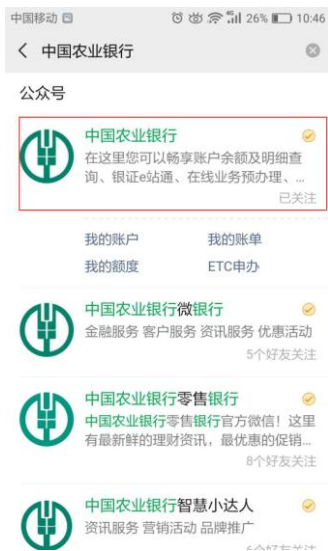 中国移动 26% 10:46
中国农业银行
公众号
中国农业银行
在这里您可以畅享账户余额及明细查
询、银证e站通、在线业务预办理、...
已关注
我的账户 我的账单
我的额度 ETC申办
中国农业银行微银行
金融服务 客户服务 资讯服务 优惠活动
5个好友关注
中国农业银行零售银行
中国农业银行零售银行官方微信！这里
有最新鲜的理财资讯，最优惠的促销...
8个好友关注
中国农业银行智慧小达人
资讯服务 营销活动 品牌推广
6个好友关注